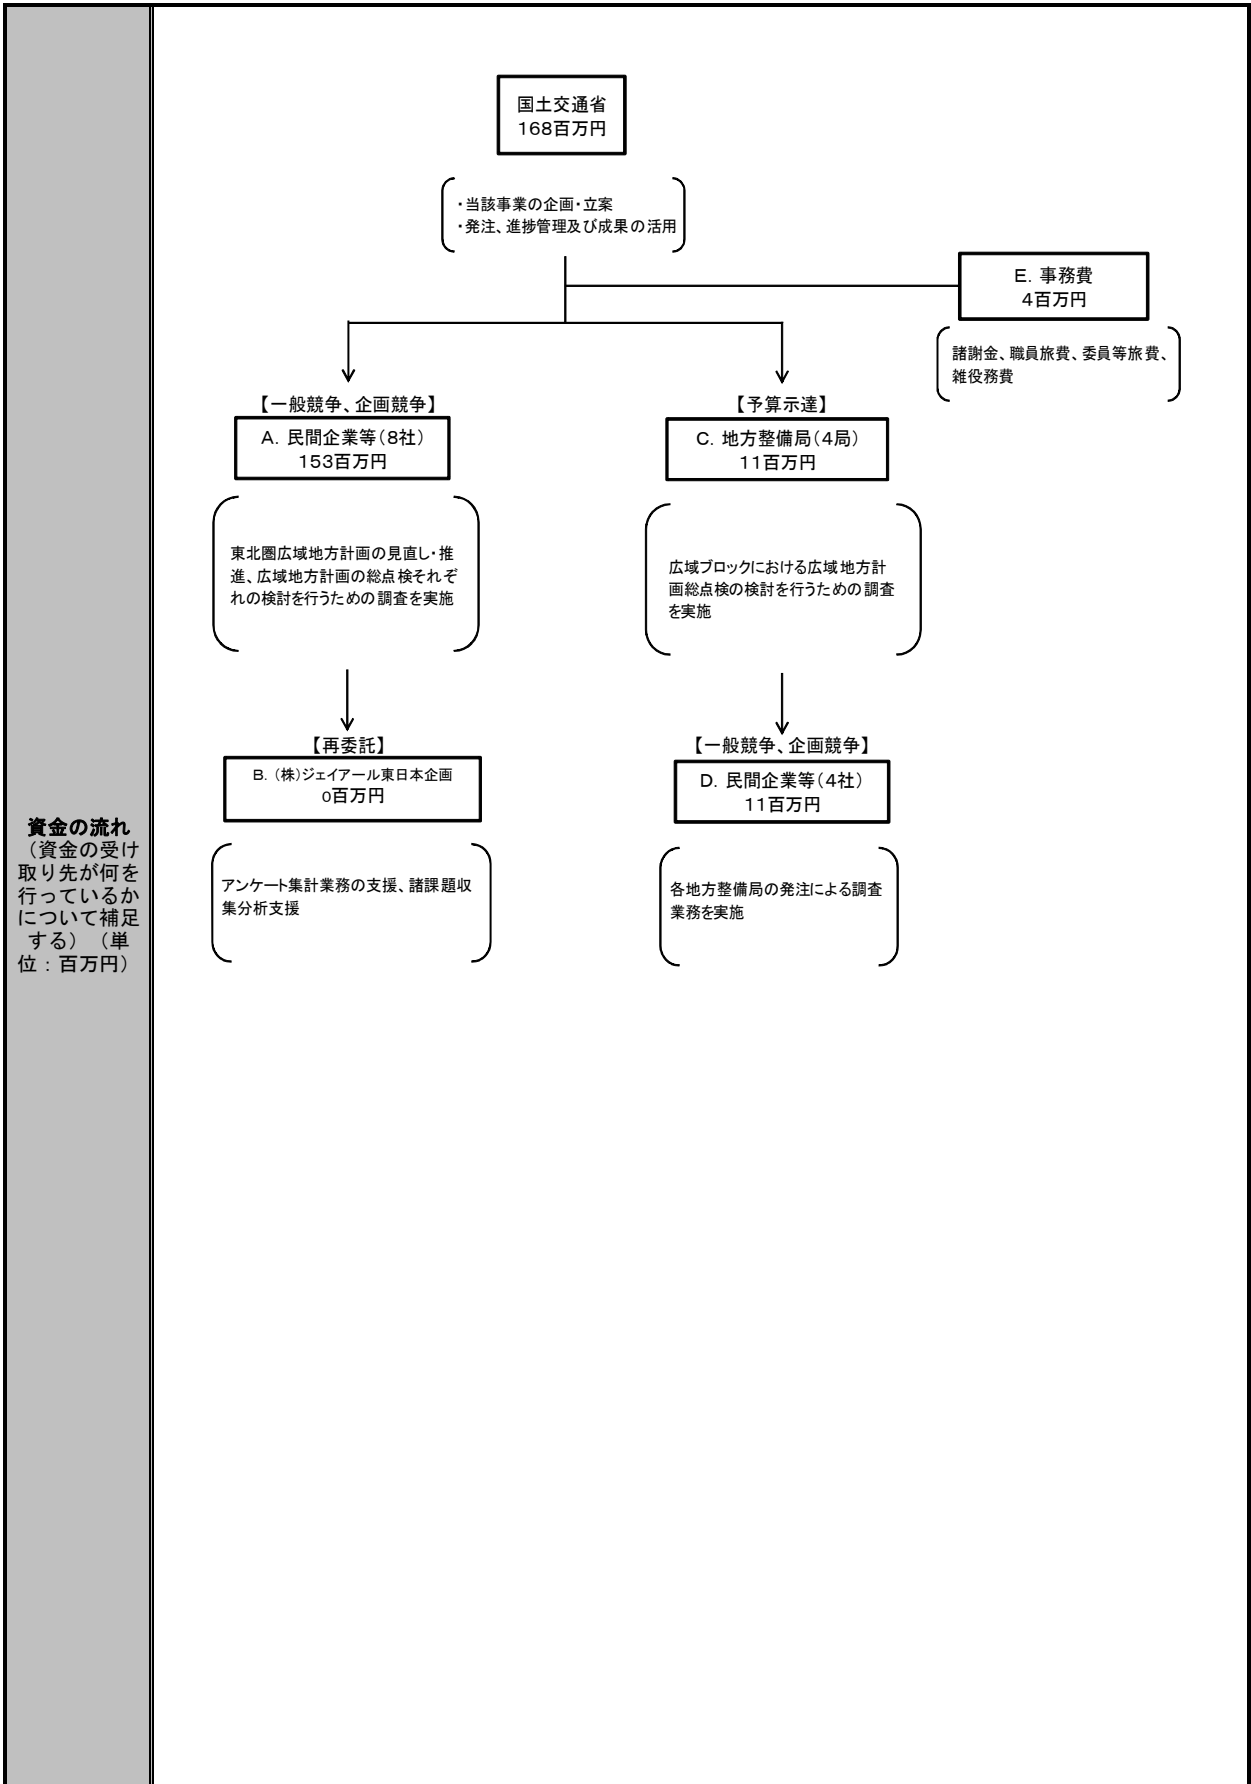 国土交通省
168百万円
・当該事業の企画・立案
・発注、進捗管理及び成果の活用
E. 事務費
4百万円
諸謝金、職員旅費、委員等旅費、
雑役務費
【一般競争、企画競争】
A. 民間企業等（8社）
153百万円
【予算示達】
C. 地方整備局（4局）
11百万円
東北圏広域地方計画の見直し・推
進、広域地方計画の総点検それぞ
れの検討を行うための調査を実施
広域ブロックにおける広域地方計
画総点検の検討を行うための調査
を実施
【再委託】
B. （株）ジェイアール東日本企画
0百万円
【一般競争、企画競争】
D. 民間企業等（4社）
11百万円
アンケート集計業務の支援、諸課題収
集分析支援
各地方整備局の発注による調査
業務を実施
資金の流れ
（資金の受け
取り先が何を
行っているか
について補足
する）（単
位：百万円）